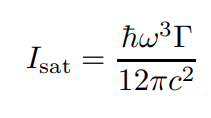 I_sat = ħω³Γ / 12πc²